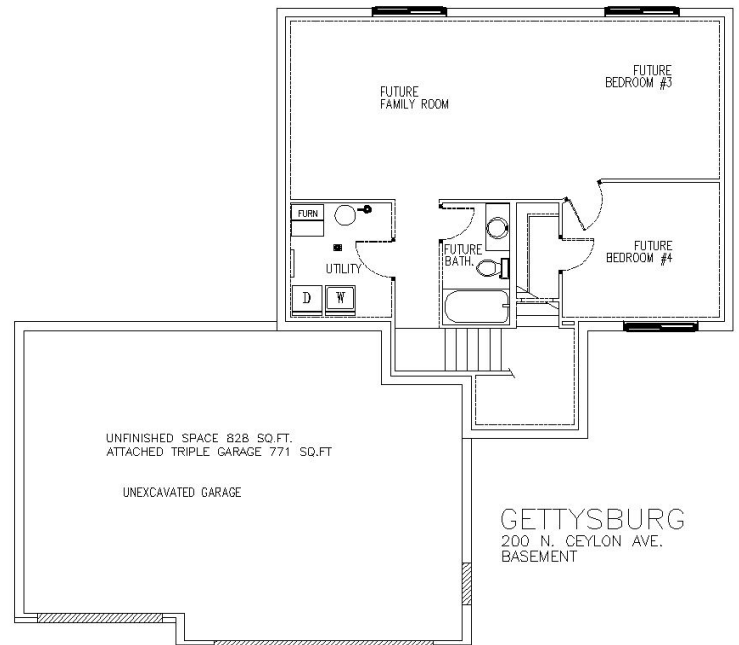 FUTURE
FAMILY ROOM
FUTURE
BEDROOM #3
FURN
UTILITY
D
W
FUTURE
BATH.
FUTURE
BEDROOM #4
UNFINISHED SPACE 828 SQ.FT.
ATTACHED TRIPLE GARAGE 771 SQ.FT
UNEXCAVATED GARAGE
GETTYSBURG
200 N. CEYLON AVE.
BASEMENT